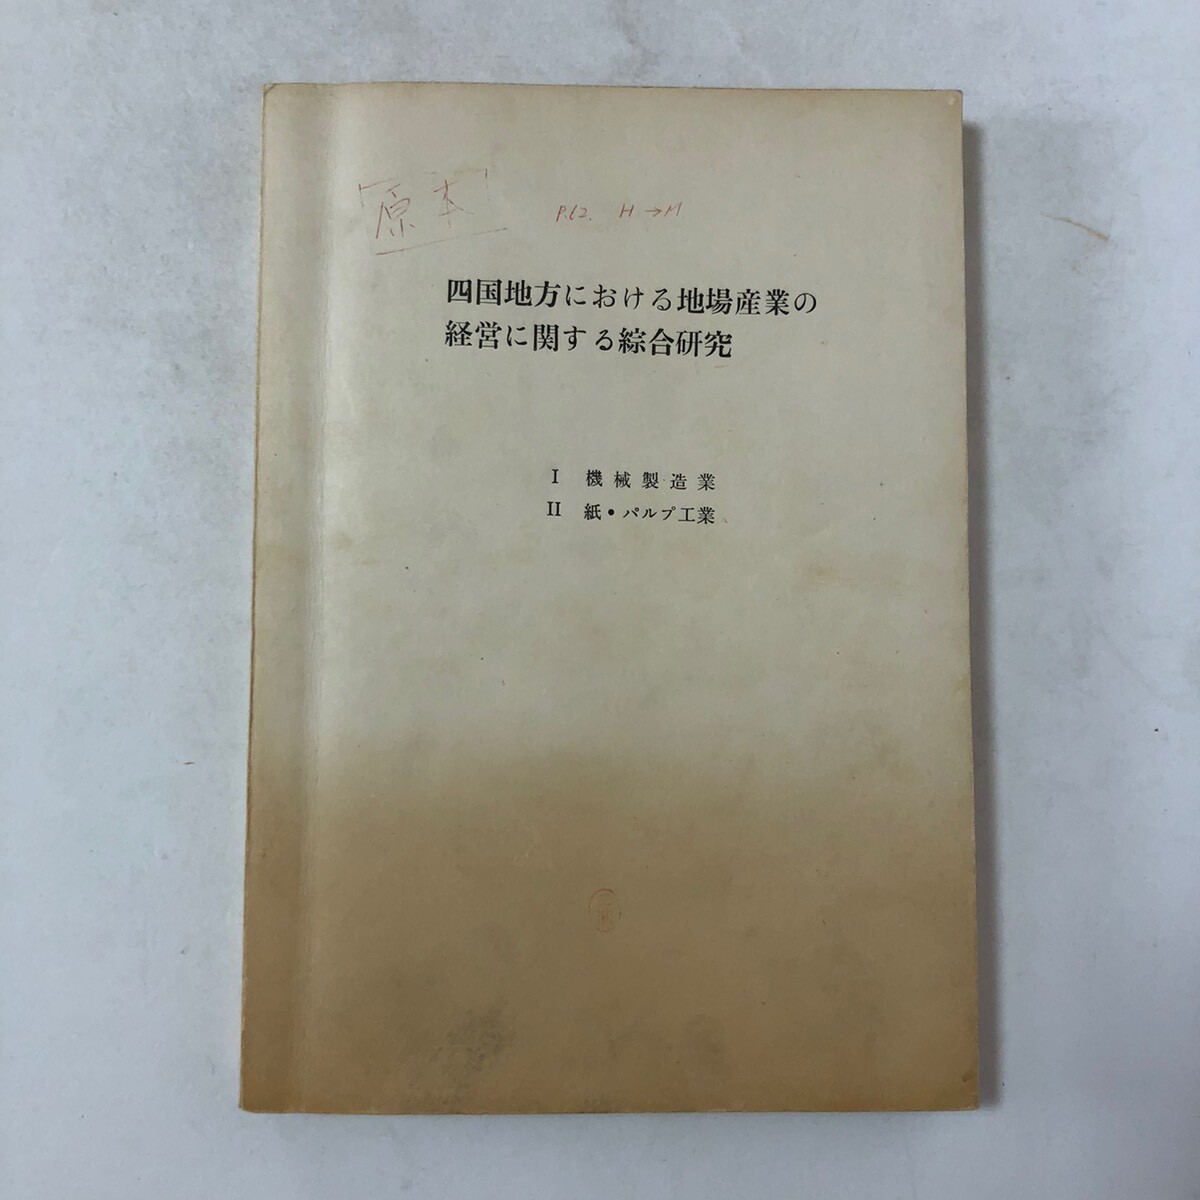 「原本」
P.62. H→M
四国地方における地場産業の
経営に関する綜合研究
I 機械製造業
II 紙・パルプ工業